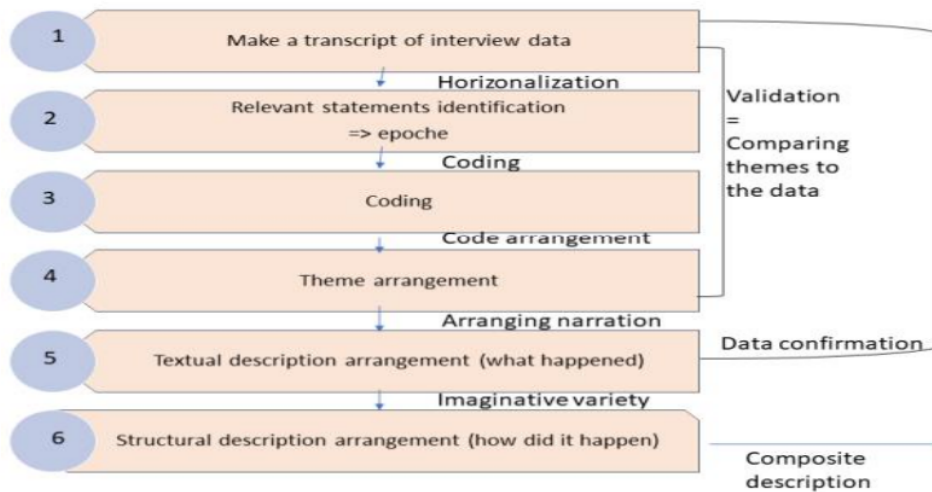 1
Make a transcript of interview data
Horizonalization
2
Relevant statements identification
=> epoche
Coding
3
Coding
Code arrangement
4
Theme arrangement
Validation
=
Comparing
themes to
the data
Arranging narration
5
Textual description arrangement (what happened)
Data confirmation
Imaginative variety
6
Structural description arrangement (how did it happen)
Composite
description